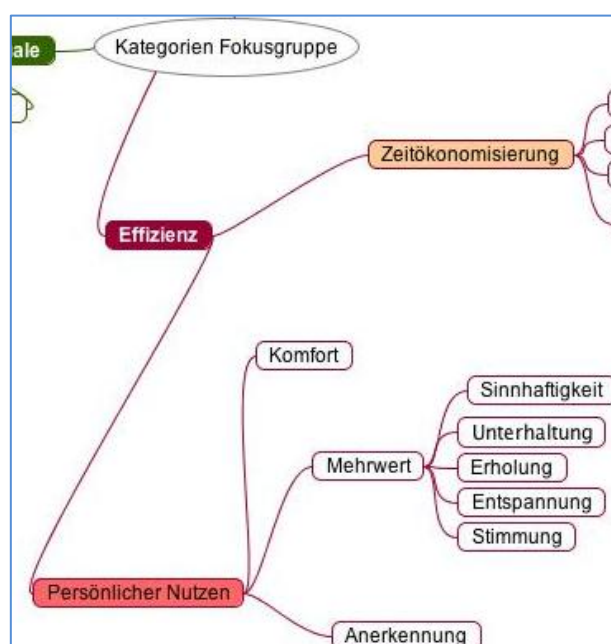 Kategorien Fokusgruppe
ale
Zeitökonomisierung
Effizienz
Komfort
Sinnhaftigkeit
Unterhaltung
Mehrwert
Erholung
Entspannung
Stimmung
Persönlicher Nutzen
Anerkennung